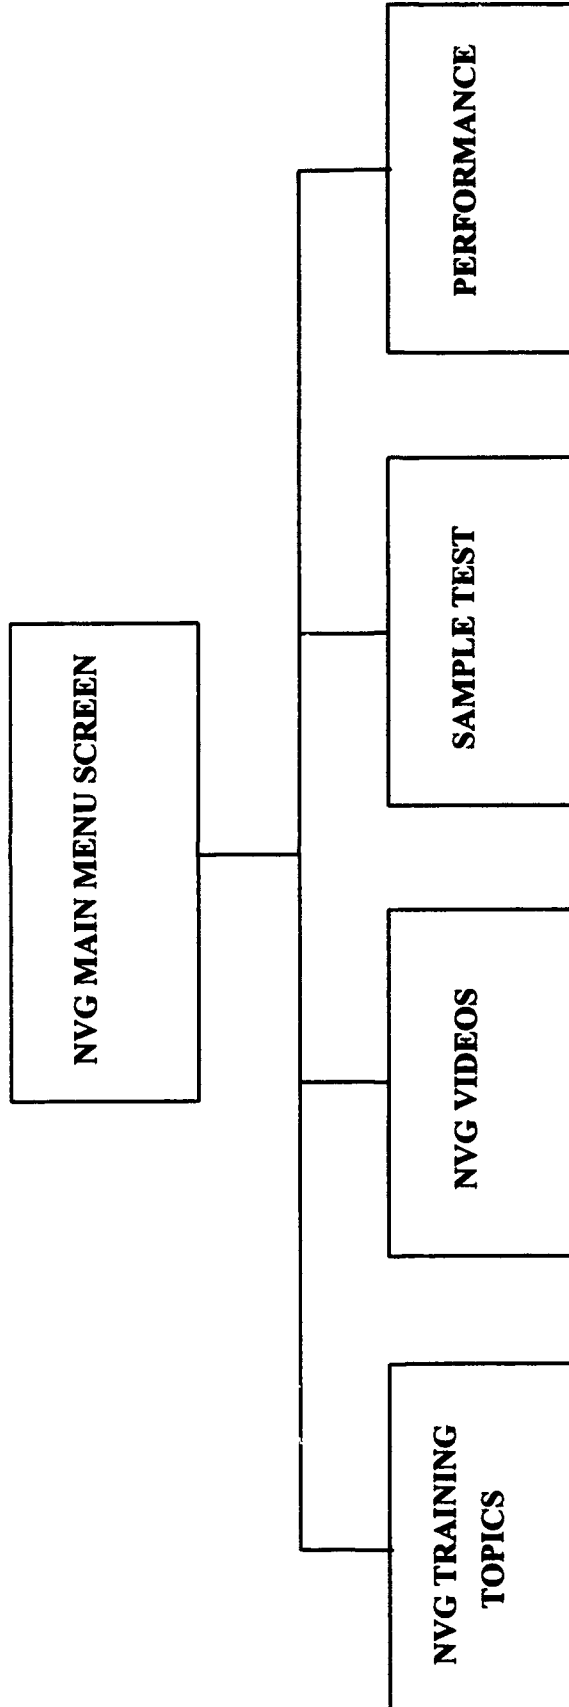 NVG MAIN MENU SCREEN
NVG TRAINING
TOPICS
NVG VIDEOS
SAMPLE TEST
PERFORMANCE